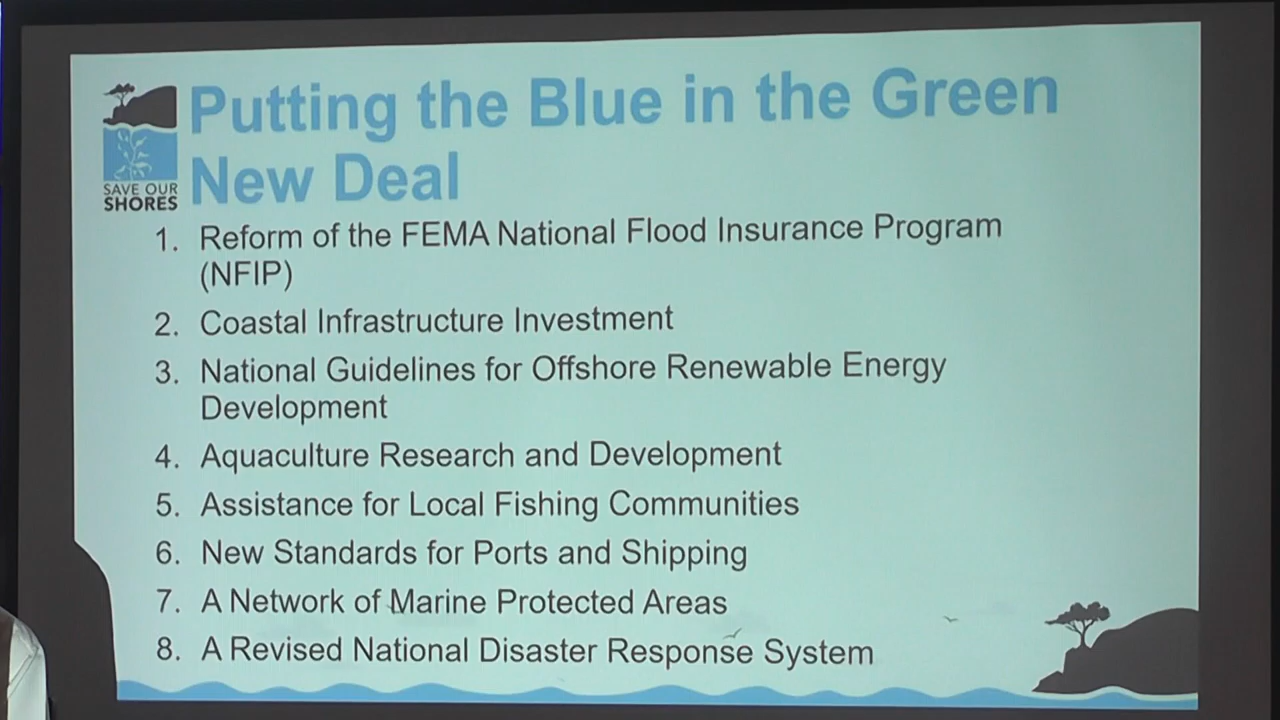 Putting the Blue in the Green
New Deal
SAVE OUR
SHORES
1. Reform of the FEMA National Flood Insurance Program
(NFIP)
2. Coastal Infrastructure Investment
3. National Guidelines for Offshore Renewable Energy
Development
4. Aquaculture Research and Development
5. Assistance for Local Fishing Communities
6. New Standards for Ports and Shipping
7. A Network of Marine Protected Areas
8. A Revised National Disaster Response System